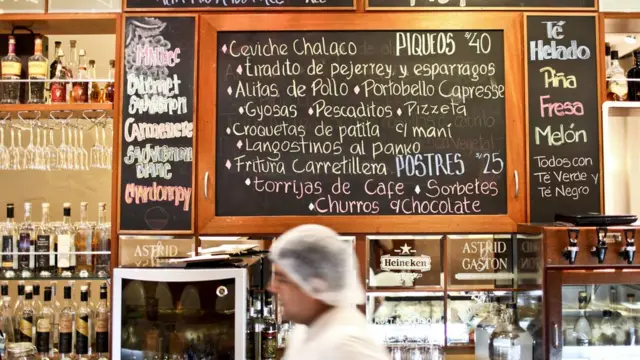 Malbec
Cabernet
Sauvignon
Carmenere
Sauvignon
Blanc
Chardonnay
Ceviche Chalaco PIQUEOS S/40
tiradito de pejerrey y esparragos
Alitas de Pollo Portobello Capresse
Gyosas Pescaditos Pizzeta
Croquetas de patita c/mani
Langostinos al panko
Fritura Carretillera POSTRES S/25
torrijas de Cafe Sorbetes
Churros c/Chocolate
Té
Helado
Piña
Fresa
Melón
Todos con
Té Verde y
Té Negro
ASTRID
Heineken
ASTRID Y
GASTON